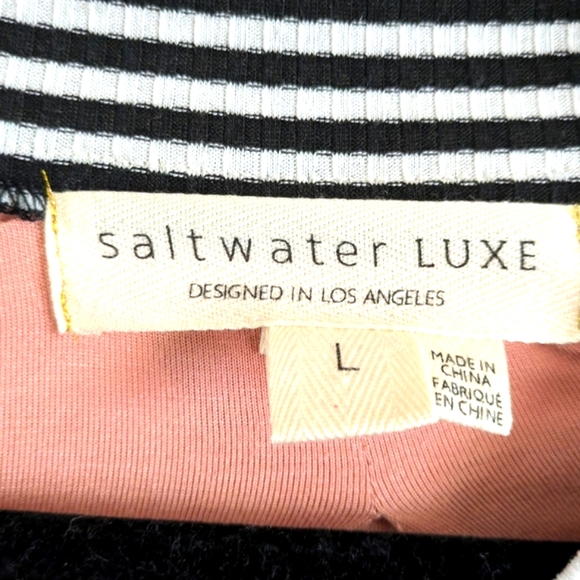 saltwater LUXE
DESIGNED IN LOS ANGELES
L
MADE IN
CHINA
FABRIQUÉ
EN CHINE